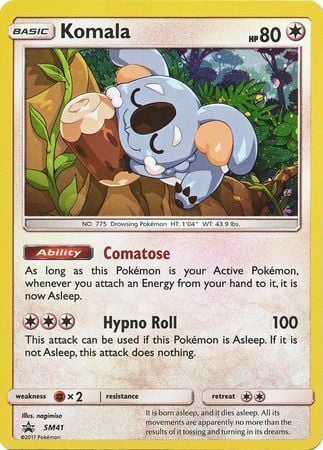 BASIC Komala HP 80
NO. 775 Drowsing Pokémon HT: 1'04" WT: 43.9 lbs.
Ability Comatose
As long as this Pokémon is your Active Pokémon,
whenever you attach an Energy from your hand to it, it is
now Asleep.
Hypno Roll 100
This attack can be used if this Pokémon is Asleep. If it is
not Asleep, this attack does nothing.
weakness × 2 resistance retreat
Illus. nagimiso
SM41
©2017 Pokémon
It is born asleep, and it dies asleep. All its
movements are apparently no more than the
results of it tossing and turning in its dreams.